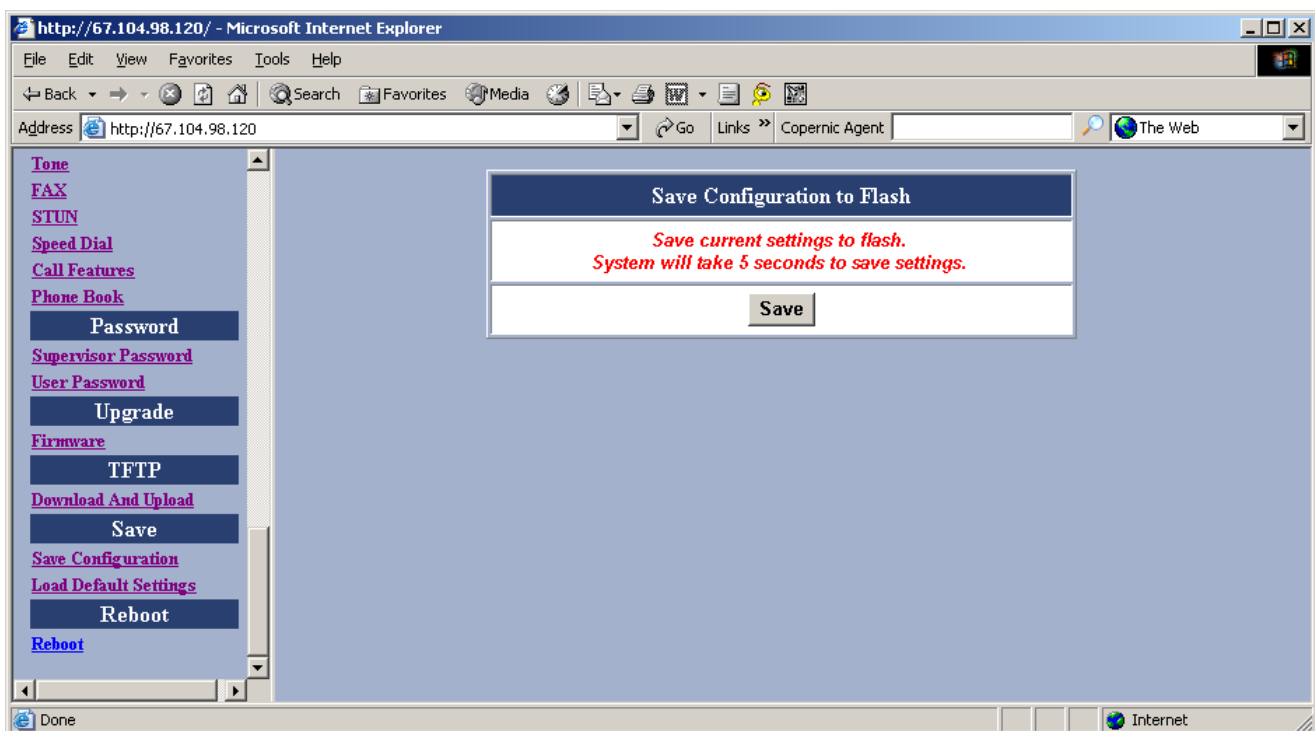 http://67.104.98.120/ - Microsoft Internet Explorer
File Edit View Favorites Tools Help
Back Search Favorites Media
Address http://67.104.98.120 Go Links » Copernic Agent The Web
Tone
FAX
STUN
Speed Dial
Call Features
Phone Book
Password
Supervisor Password
User Password
Upgrade
Firmware
TFTP
Download And Upload
Save
Save Configuration
Load Default Settings
Reboot
Reboot
Save Configuration to Flash
Save current settings to flash.
System will take 5 seconds to save settings.
Save
Done Internet